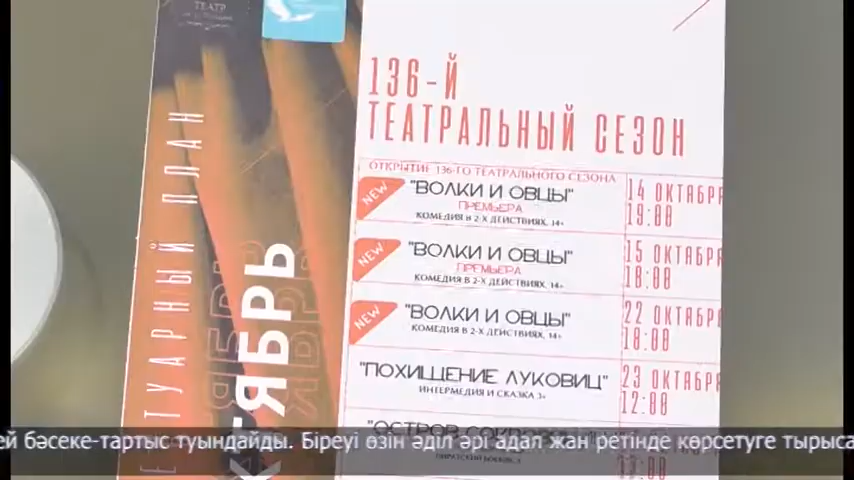 ТЕАТР
136-Й
ТЕАТРАЛЬНЫЙ СЕЗОН
ОТКРЫТИЕ 136-ГО ТЕАТРАЛЬНОГО СЕЗОНА
NEW
"ВОЛКИ И ОВЦЫ"
ПРЕМЬЕРА
КОМЕДИЯ В 2-Х ДЕЙСТВИЯХ, 14+
14 ОКТЯБРЯ
19:00
NEW
"ВОЛКИ И ОВЦЫ"
ПРЕМЬЕРА
КОМЕДИЯ В 2-Х ДЕЙСТВИЯХ, 14+
15 ОКТЯБРЯ
18:00
NEW
"ВОЛКИ И ОВЦЫ"
КОМЕДИЯ В 2-Х ДЕЙСТВИЯХ, 14+
22 ОКТЯБРЯ
18:00
"ПОХИЩЕНИЕ ЛУКОВИЦ"
ИНТЕРМЕДИЯ И СКАЗКА 3+
23 ОКТЯБРЯ
12:00
"ОСТРОВ
ЕРТУАРНЫЙ ПЛАН
ОКТЯБРЬ
ей бәсеке-тартыс туындайды. Біреуі өзін әділ әрі адал жан ретінде көрсетуге тырыса